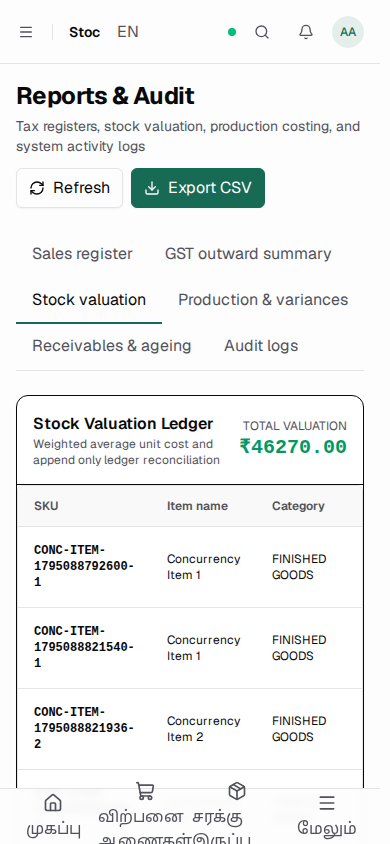 Stoc EN AA
Reports & Audit
Tax registers, stock valuation, production costing, and
system activity logs
Refresh Export CSV
Sales register GST outward summary
Stock valuation Production & variances
Receivables & ageing Audit logs
Stock Valuation Ledger
Weighted average unit cost and
append only ledger reconciliation
TOTAL VALUATION
₹46270.00
SKU Item name Category
CONC-ITEM-
1795088792600-
1
Concurrency
Item 1
FINISHED
GOODS
CONC-ITEM-
1795088821540-
1
Concurrency
Item 1
FINISHED
GOODS
CONC-ITEM-
1795088821936-
2
Concurrency
Item 2
FINISHED
GOODS
முகப்பு
விற்பனை
ஆணைகள்
சரக்கு
இருப்பு
மேலும்